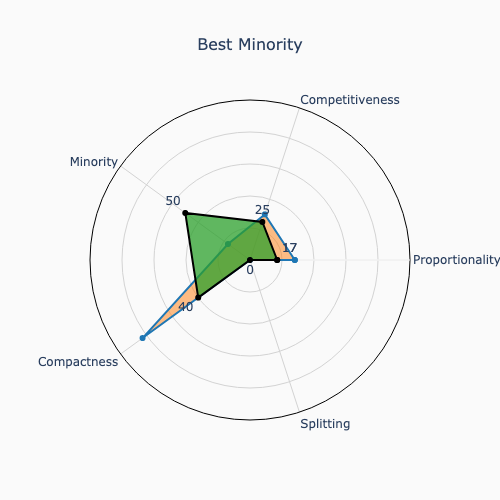 Best Minority
Competitiveness
Minority
50
25
17
Proportionality
0
40
Compactness
Splitting